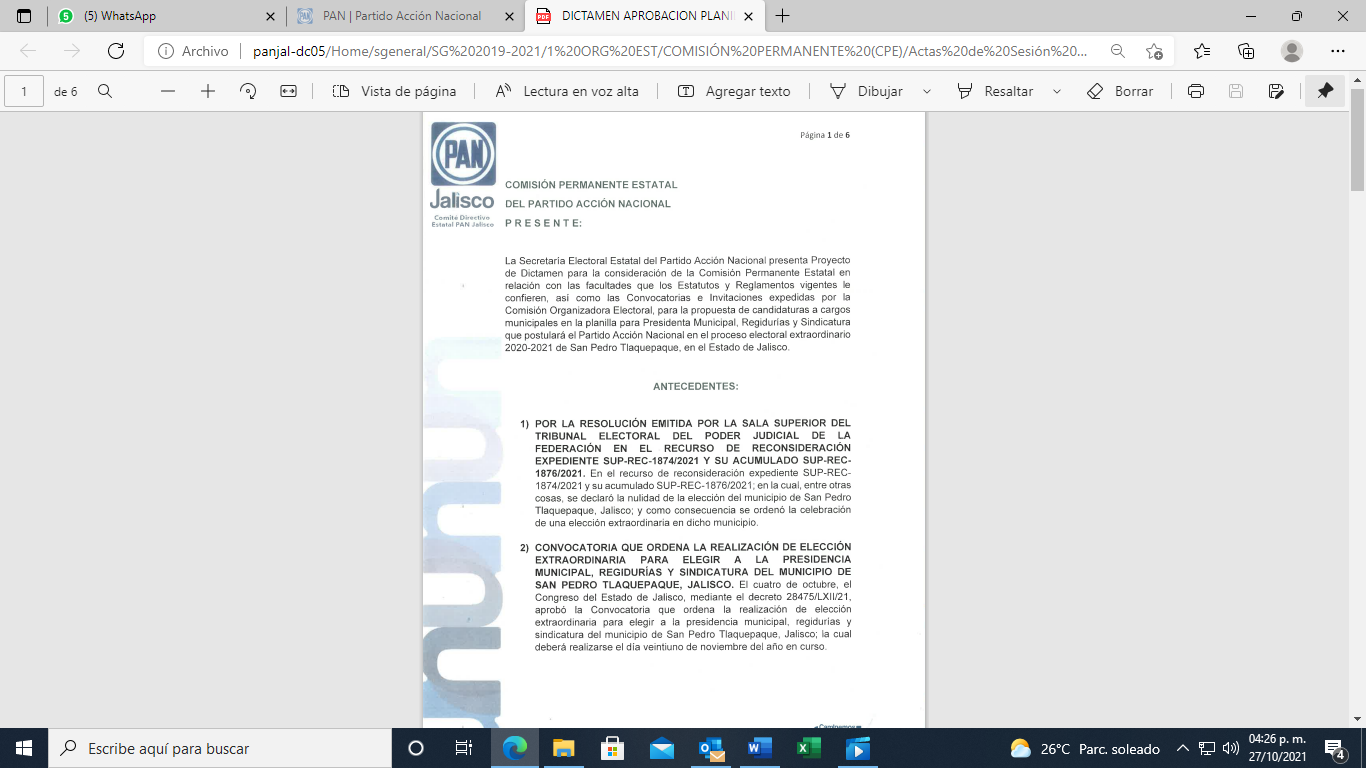 (5) WhatsApp
PAN | Partido Acción Nacional
DICTAMEN APROBACION PLANI
Archivo
panjal-dc05/Home/sgeneral/SG%202019-2021/1%20ORG%20EST/COMISIÓN%20PERMANENTE%20(CPE)/Actas%20de%20Sesión%20...
1 de 6
Vista de página
Lectura en voz alta
Agregar texto
Dibujar
Resaltar
Borrar
PAN
Jalisco
Comité Directivo
Estatal PAN Jalisco
Página 1 de 6
COMISIÓN PERMANENTE ESTATAL
DEL PARTIDO ACCIÓN NACIONAL
P R E S E N T E:
La Secretaría Electoral Estatal del Partido Acción Nacional presenta Proyecto
de Dictamen para la consideración de la Comisión Permanente Estatal en
relación con las facultades que los Estatutos y Reglamentos vigentes le
confieren, así como las Convocatorias e Invitaciones expedidas por la
Comisión Organizadora Electoral, para la propuesta de candidaturas a cargos
municipales en la planilla para Presidenta Municipal, Regidurías y Sindicatura
que postulará el Partido Acción Nacional en el proceso electoral extraordinario
2020-2021 de San Pedro Tlaquepaque, en el Estado de Jalisco.
ANTECEDENTES:
1) POR LA RESOLUCIÓN EMITIDA POR LA SALA SUPERIOR DEL
TRIBUNAL ELECTORAL DEL PODER JUDICIAL DE LA
FEDERACIÓN EN EL RECURSO DE RECONSIDERACIÓN
EXPEDIENTE SUP-REC-1874/2021 Y SU ACUMULADO SUP-REC-
1876/2021. En el recurso de reconsideración expediente SUP-REC-
1874/2021 y su acumulado SUP-REC-1876/2021; en la cual, entre otras
cosas, se declaró la nulidad de la elección del municipio de San Pedro
Tlaquepaque, Jalisco; y como consecuencia se ordenó la celebración
de una elección extraordinaria en dicho municipio.
2) CONVOCATORIA QUE ORDENA LA REALIZACIÓN DE ELECCIÓN
EXTRAORDINARIA PARA ELEGIR A LA PRESIDENCIA
MUNICIPAL, REGIDURÍAS Y SINDICATURA DEL MUNICIPIO DE
SAN PEDRO TLAQUEPAQUE, JALISCO. El cuatro de octubre, el
Congreso del Estado de Jalisco, mediante el decreto 28475/LXII/21,
aprobó la Convocatoria que ordena la realización de elección
extraordinaria para elegir a la presidencia municipal, regidurías y
sindicatura del municipio de San Pedro Tlaquepaque, Jalisco; la cual
deberá realizarse el día veintiuno de noviembre del año en curso.
Escribe aquí para buscar
26°C Parc. soleado
04:26 p. m.
27/10/2021
4